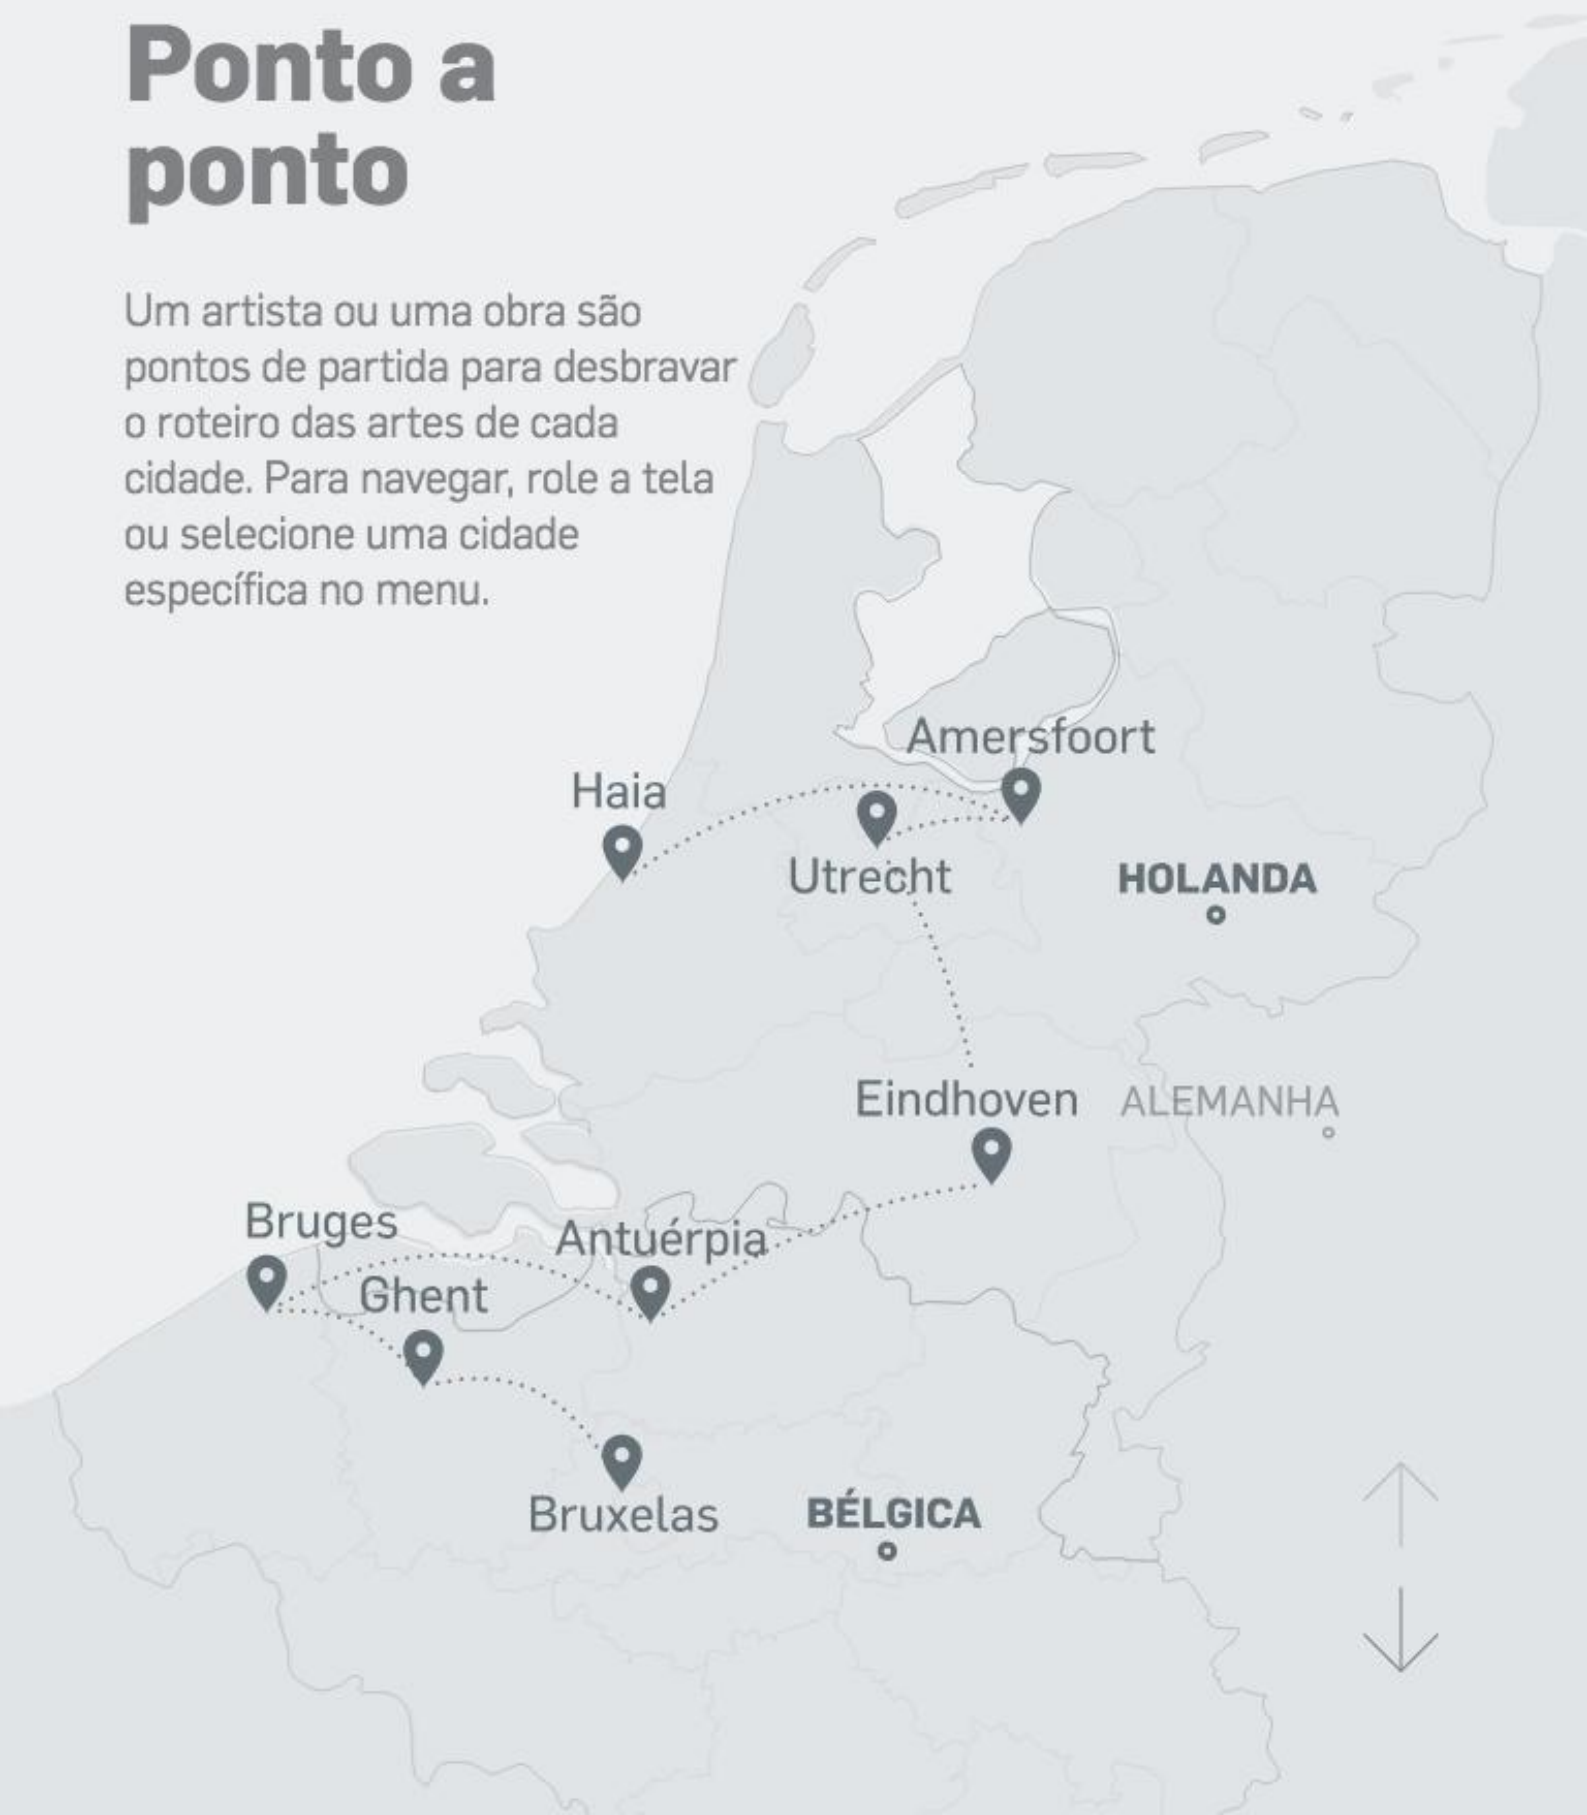 Ponto a
ponto
Um artista ou uma obra são
pontos de partida para desbravar
o roteiro das artes de cada
cidade. Para navegar, role a tela
ou selecione uma cidade
específica no menu.
Amersfoort
Haia
Utrecht
HOLANDA
Eindhoven
ALEMANHA
Bruges
Antuérpia
Ghent
Bruxelas
BÉLGICA